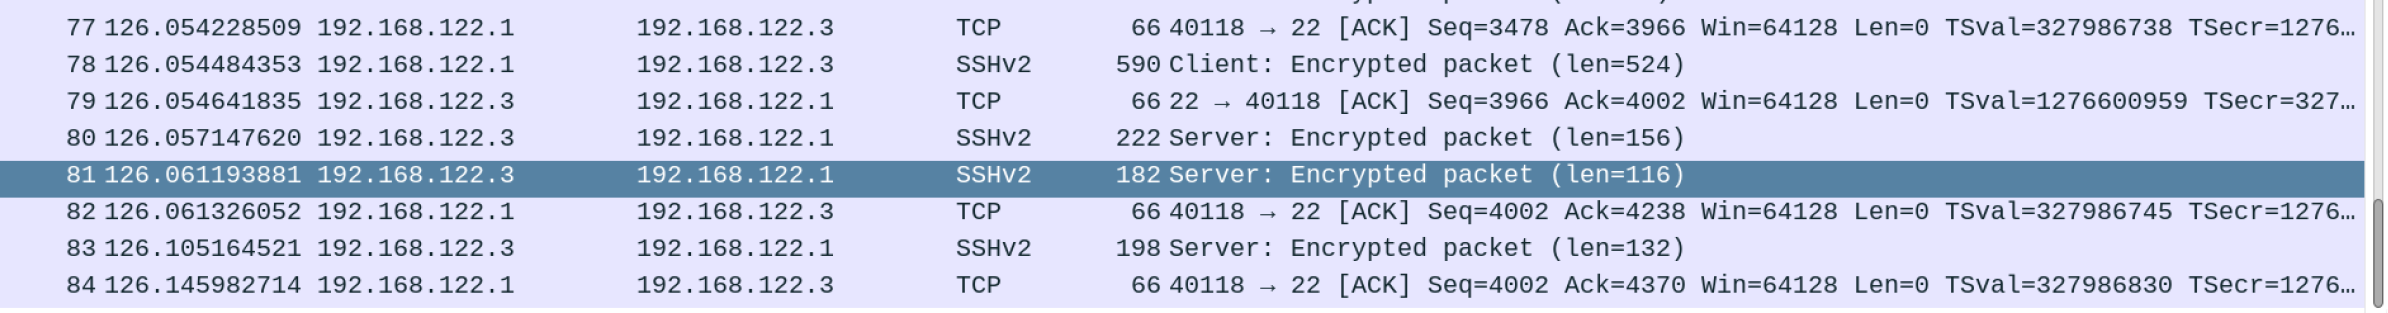 77 126.054228509 192.168.122.1 192.168.122.3 TCP 66 40118 → 22 [ACK] Seq=3478 Ack=3966 Win=64128 Len=0 TSval=327986738 TSecr=1276…
78 126.054484353 192.168.122.1 192.168.122.3 SSHv2 590 Client: Encrypted packet (len=524)
79 126.054641835 192.168.122.3 192.168.122.1 TCP 66 22 → 40118 [ACK] Seq=3966 Ack=4002 Win=64128 Len=0 TSval=1276600959 TSecr=327…
80 126.057147620 192.168.122.3 192.168.122.1 SSHv2 222 Server: Encrypted packet (len=156)
81 126.061193881 192.168.122.3 192.168.122.1 SSHv2 182 Server: Encrypted packet (len=116)
82 126.061326052 192.168.122.1 192.168.122.3 TCP 66 40118 → 22 [ACK] Seq=4002 Ack=4238 Win=64128 Len=0 TSval=327986745 TSecr=1276…
83 126.105164521 192.168.122.3 192.168.122.1 SSHv2 198 Server: Encrypted packet (len=132)
84 126.145982714 192.168.122.1 192.168.122.3 TCP 66 40118 → 22 [ACK] Seq=4002 Ack=4370 Win=64128 Len=0 TSval=327986830 TSecr=1276…